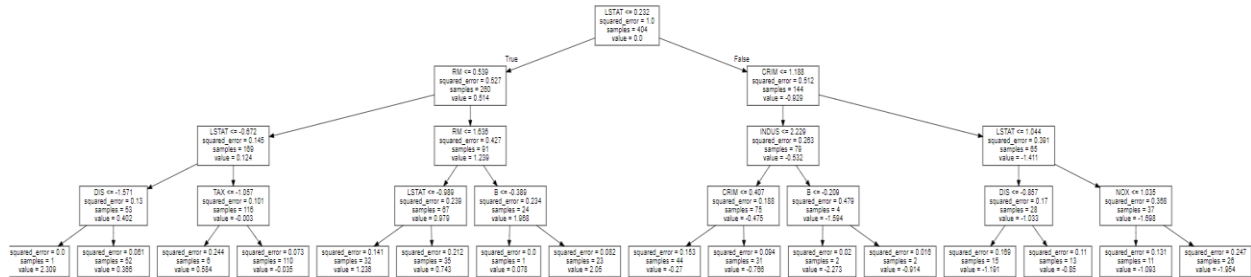 LSTAT <= 0.232
squared_error = 1.0
samples = 404
value = 0.0
True
False
RM <= 0.539
squared_error = 0.527
samples = 260
value = 0.514
CRIM <= 1.188
squared_error = 0.512
samples = 144
value = -0.929
LSTAT <= -0.672
squared_error = 0.145
samples = 169
value = 0.124
RM <= 1.636
squared_error = 0.427
samples = 91
value = 1.239
INDUS <= 2.229
squared_error = 0.263
samples = 79
value = -0.532
LSTAT <= 1.044
squared_error = 0.391
samples = 65
value = -1.411
DIS <= -1.571
squared_error = 0.13
samples = 53
value = 0.402
TAX <= -1.057
squared_error = 0.101
samples = 116
value = -0.003
LSTAT <= -0.989
squared_error = 0.239
samples = 67
value = 0.979
B <= -0.389
squared_error = 0.234
samples = 24
value = 1.968
CRIM <= 0.407
squared_error = 0.188
samples = 75
value = -0.475
B <= -0.209
squared_error = 0.479
samples = 4
value = -1.594
DIS <= -0.857
squared_error = 0.17
samples = 28
value = -1.033
NOX <= 1.035
squared_error = 0.368
samples = 37
value = -1.698
squared_error = 0.0
samples = 1
value = 2.309
squared_error = 0.061
samples = 52
value = 0.366
squared_error = 0.244
samples = 6
value = 0.584
squared_error = 0.073
samples = 110
value = -0.035
squared_error = 0.141
samples = 32
value = 1.236
squared_error = 0.212
samples = 35
value = 0.743
squared_error = 0.0
samples = 1
value = 0.078
squared_error = 0.082
samples = 23
value = 2.05
squared_error = 0.153
samples = 44
value = -0.27
squared_error = 0.094
samples = 31
value = -0.766
squared_error = 0.02
samples = 2
value = -2.273
squared_error = 0.016
samples = 2
value = -0.914
squared_error = 0.169
samples = 15
value = -1.191
squared_error = 0.11
samples = 13
value = -0.85
squared_error = 0.131
samples = 11
value = -1.093
squared_error = 0.247
samples = 26
value = -1.954